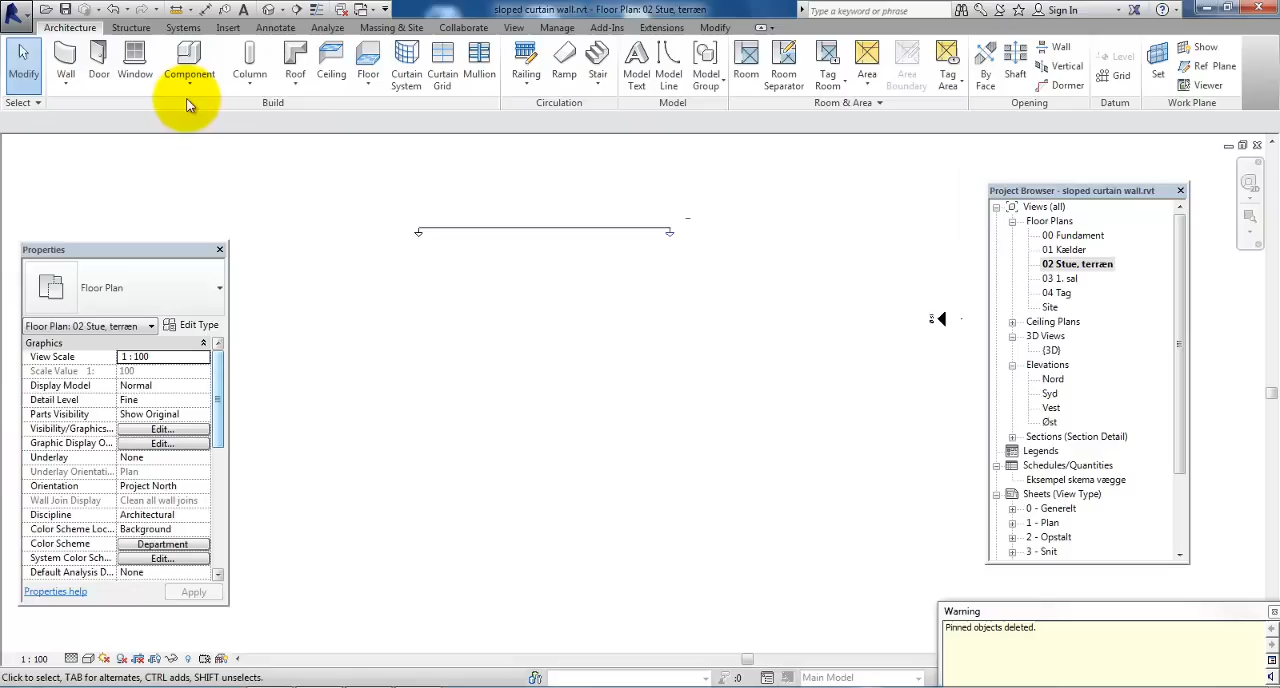 sloped curtain wall.rvt - Floor Plan: 02 Stue, terræn
Type a keyword or phrase
Sign In
Architecture Structure Systems Insert Annotate Analyze Massing & Site Collaborate View Manage Add-Ins Extensions Modify
Modify
Wall
Door
Window
Component
Column
Roof
Ceiling
Floor
Curtain System
Curtain Grid
Mullion
Railing
Ramp
Stair
Model Text
Model Line
Model Group
Room
Room Separator
Tag Room
Area
Area Boundary
Tag Area
By Face
Shaft
Wall
Vertical
Dormer
Level
Grid
Set
Show
Ref Plane
Viewer
Select
Build
Circulation
Model
Room & Area
Opening
Datum
Work Plane
Properties
Floor Plan
Floor Plan: 02 Stue, terræn
Edit Type
Graphics
View Scale 1 : 100
Scale Value 1: 100
Display Model Normal
Detail Level Fine
Parts Visibility Show Original
Visibility/Graphics... Edit...
Graphic Display O... Edit...
Underlay None
Underlay Orientati... Plan
Orientation Project North
Wall Join Display Clean all wall joins
Discipline Architectural
Color Scheme Loc... Background
Color Scheme Department
System Color Sch... Edit...
Default Analysis D... None
Properties help
Apply
Project Browser - sloped curtain wall.rvt
Views (all)
Floor Plans
00 Fundament
01 Kælder
02 Stue, terræn
03 1. sal
04 Tag
Site
Ceiling Plans
3D Views
{3D}
Elevations
Nord
Syd
Vest
Øst
Sections (Section Detail)
Legends
Schedules/Quantities
Eksempel skema vægge
Sheets (View Type)
0 - Generelt
1 - Plan
2 - Opstalt
3 - Snit
Warning
Pinned objects deleted.
1 : 100
Click to select, TAB for alternates, CTRL adds, SHIFT unselects.
:0
Main Model